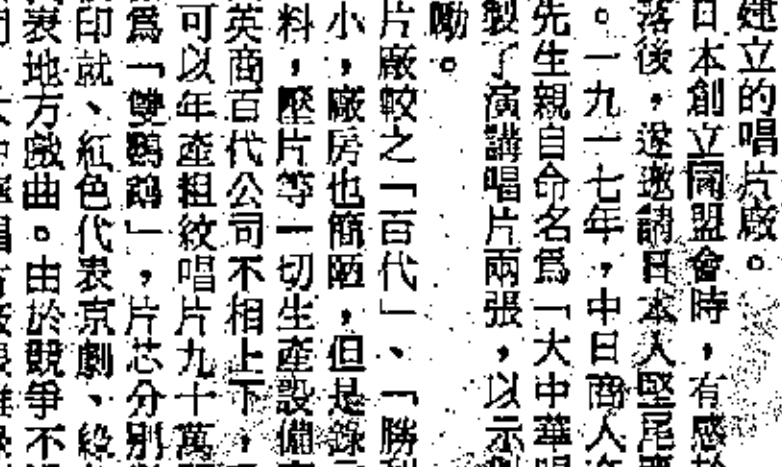 建立的唱片廠。
日本創立同盟會時,有感於
落後,遂邀請日本人堅尾
。一九一七年,中日商人
先生親自命名爲「大中華唱
製了演講唱片兩張,以示
勵。
片廠較之「百代」、「勝利
小,廠房也簡陋,但是錄
料,壓片等一切生產設備
英商百代公司不相上下,
可以年產粗紋唱片九十萬
爲「雙鸚鵡」,片芯分別
印就、紅色代表京劇、綠
表地方戲曲。由於競爭不